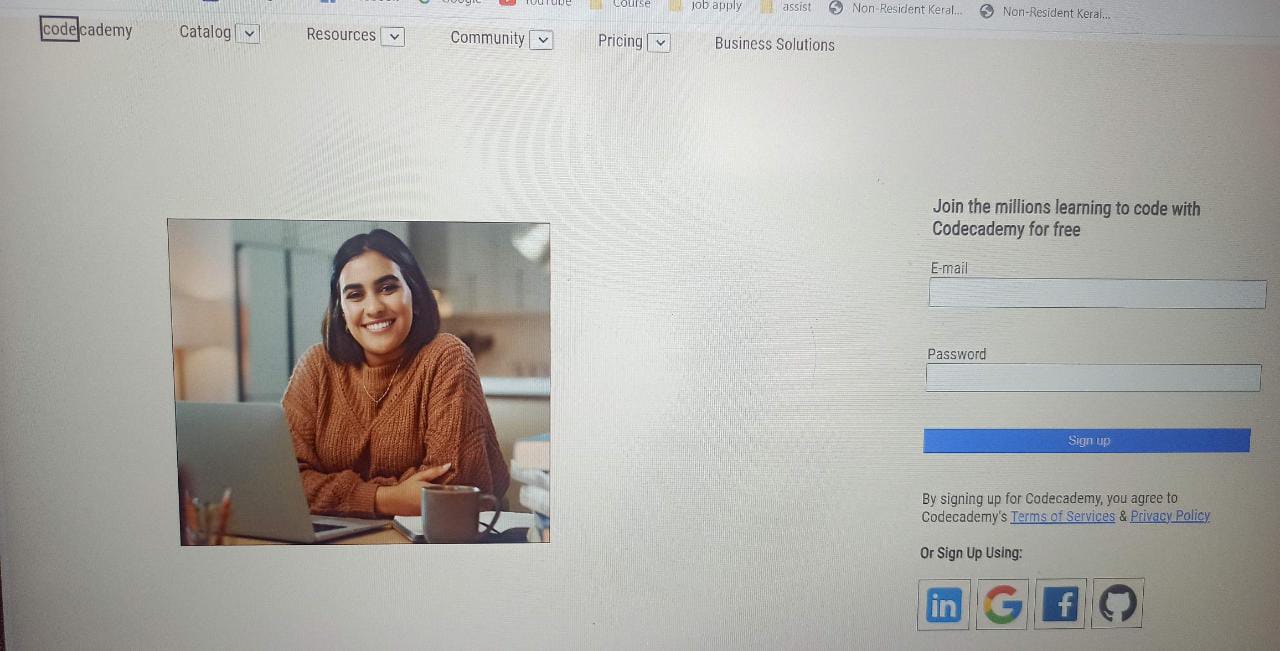 YouTube
Course
job apply
assist
Non-Resident Keral...
Non-Resident Keral...
codecademy
Catalog
Resources
Community
Pricing
Business Solutions
Join the millions learning to code with
Codecademy for free
E-mail
Password
Sign up
By signing up for Codecademy, you agree to
Codecademy's Terms of Services & Privacy Policy
Or Sign Up Using:
in
G
f